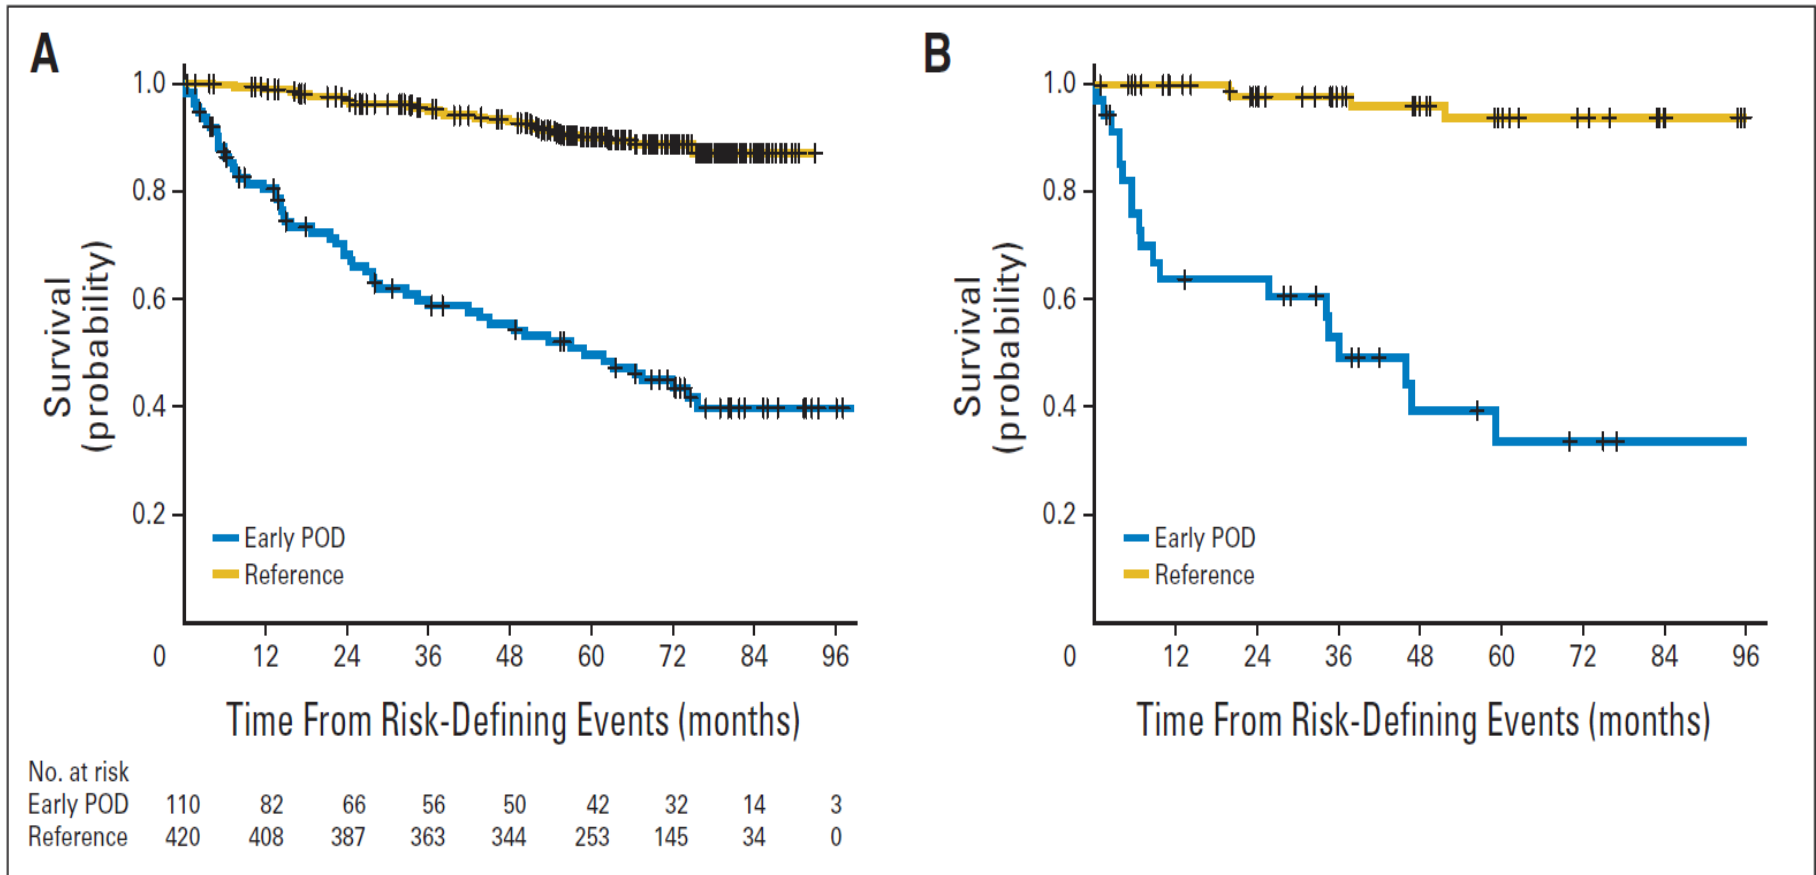 A
1.0
0.8
0.6
0.4
0.2
Survival
(probability)
Early POD
Reference
0 12 24 36 48 60 72 84 96
Time From Risk-Defining Events (months)
No. at risk
Early POD 110 82 66 56 50 42 32 14 3
Reference 420 408 387 363 344 253 145 34 0
B
1.0
0.8
0.6
0.4
0.2
Survival
(probability)
Early POD
Reference
0 12 24 36 48 60 72 84 96
Time From Risk-Defining Events (months)